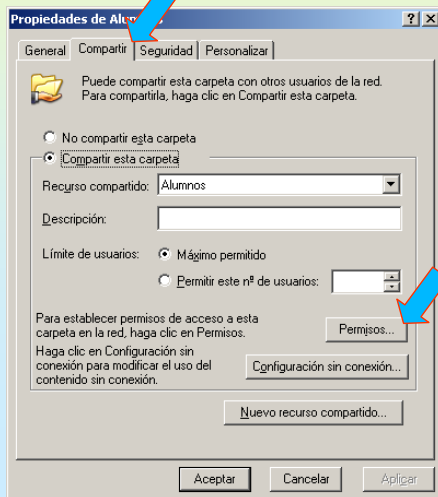 Propiedades de Alumnos
General Compartir Seguridad Personalizar
Puede compartir esta carpeta con otros usuarios de la red.
Para compartirla, haga clic en Compartir esta carpeta.
No compartir esta carpeta
Compartir esta carpeta
Recurso compartido: Alumnos
Descripción:
Límite de usuarios: Máximo permitido
Permitir este nº de usuarios:
Para establecer permisos de acceso a esta
carpeta en la red, haga clic en Permisos.
Permisos...
Haga clic en Configuración sin
conexión para modificar el uso del
contenido sin conexión.
Configuración sin conexión...
Nuevo recurso compartido...
Aceptar Cancelar Aplicar